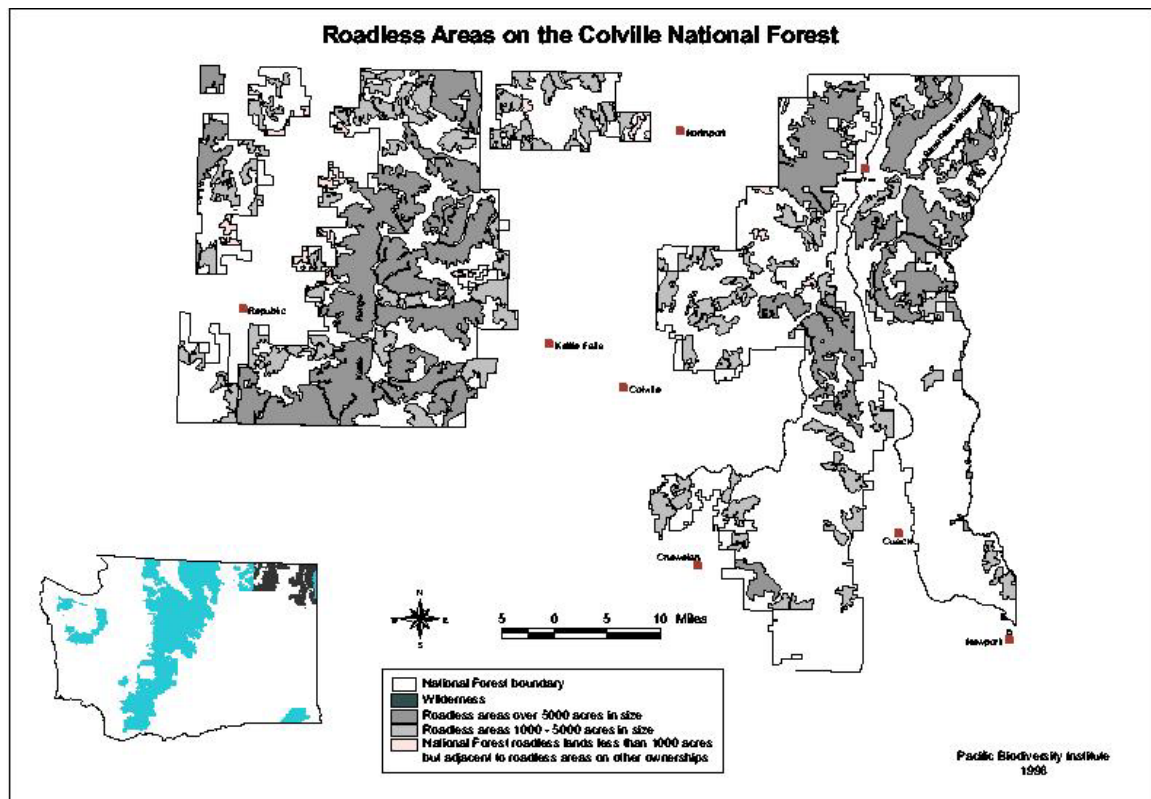 Roadless Areas on the Colville National Forest
Northport
Republic
Range
Kettle
Kettle Falls
Colville
Chewelah
Cusick
Newport
N
W E
S
5 0 5 10 Miles
National Forest boundary
Wilderness
Roadless areas over 5000 acres in size
Roadless areas 1000 - 5000 acres in size
National Forest roadless lands less than 1000 acres
but adjacent to roadless areas on other ownerships
Pacific Biodiversity Institute
1998